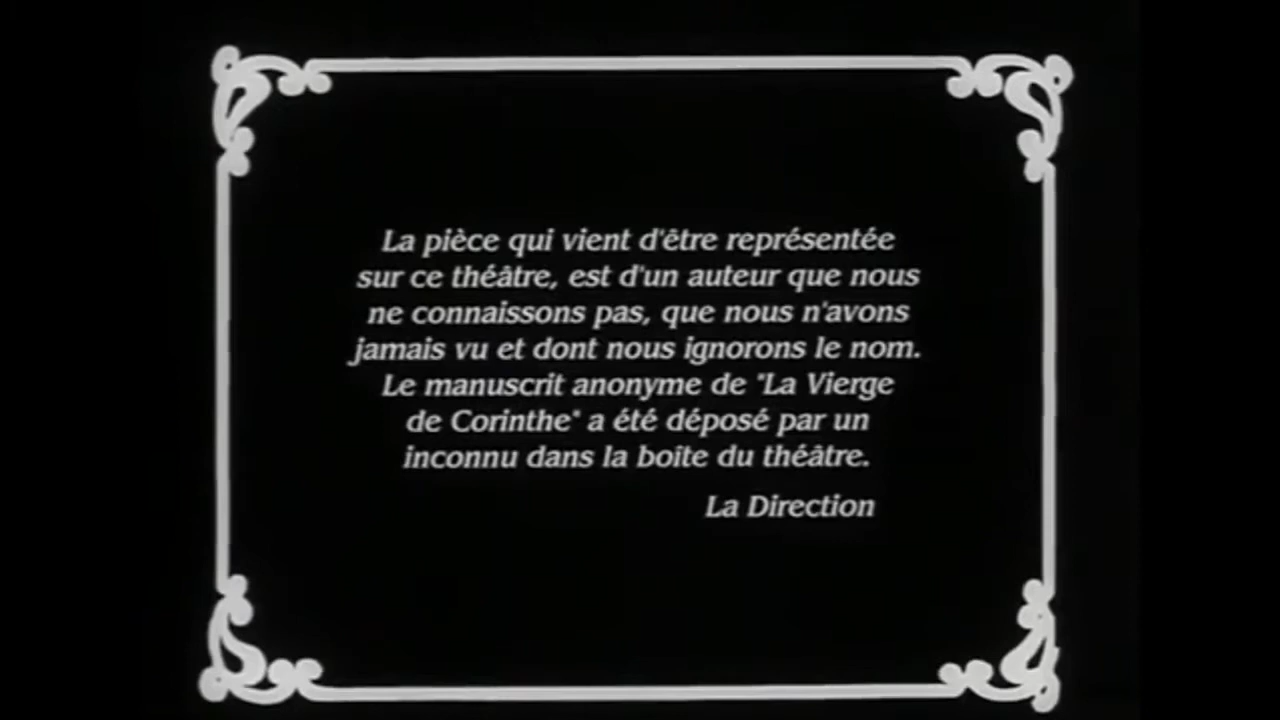 La pièce qui vient d'être représentée
sur ce théâtre, est d'un auteur que nous
ne connaissons pas, que nous n'avons
jamais vu et dont nous ignorons le nom.
Le manuscrit anonyme de "La Vierge
de Corinthe" a été déposé par un
inconnu dans la boîte du théâtre.
La Direction